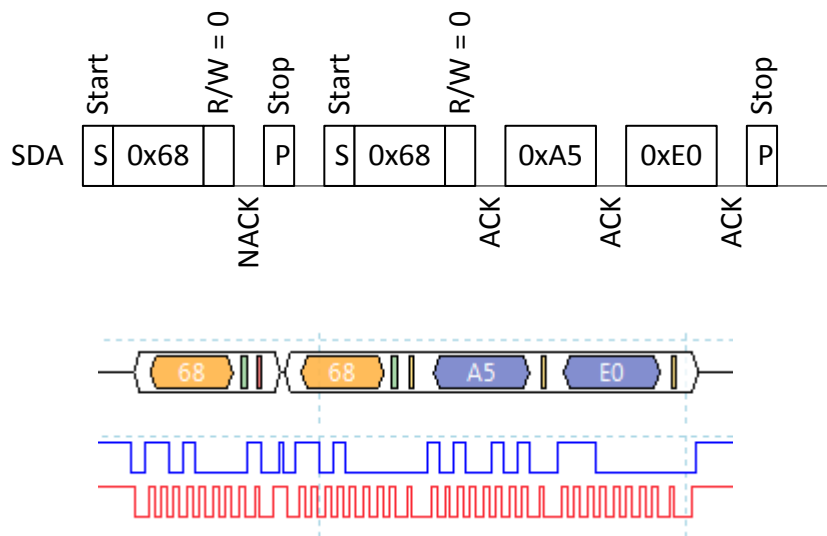 Start R/W = 0 Stop Start R/W = 0 Stop
SDA S 0x68 P S 0x68 0xA5 0xE0 P
NACK ACK ACK ACK
68 68 A5 E0